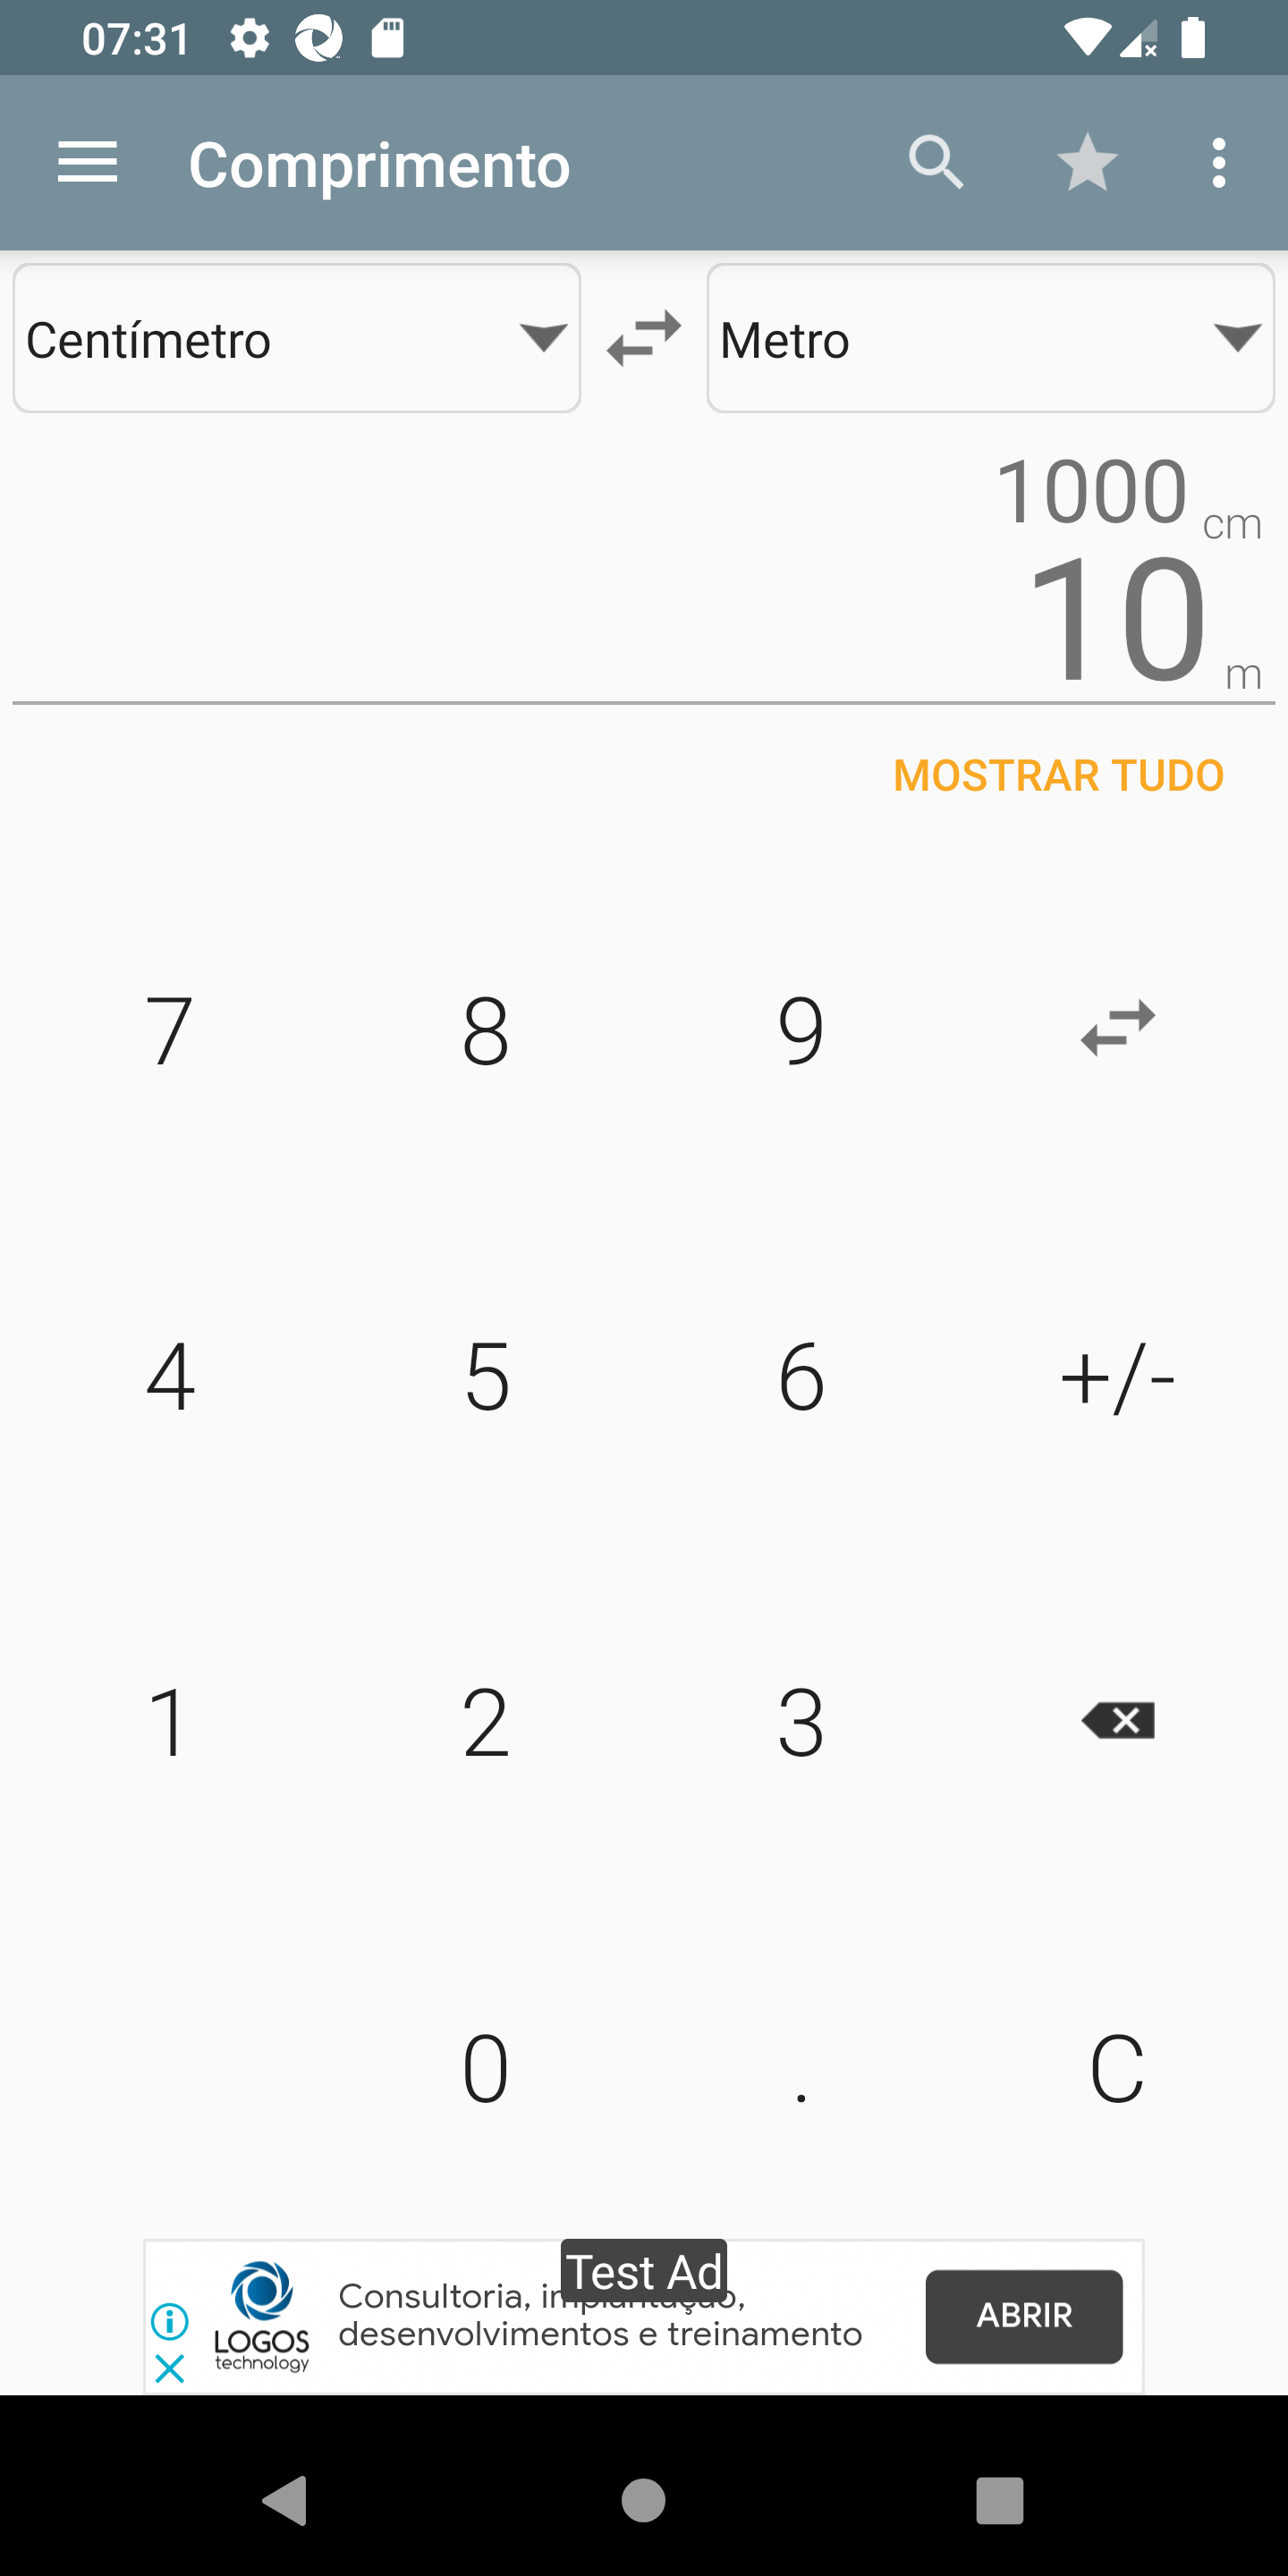 07:31
Comprimento
Centímetro
Metro
1000 cm
10 m
MOSTRAR TUDO
7 8 9
4 5 6 +/-
1 2 3
0 . C
Test Ad
Consultoria,
desenvolvimentos e treinamento
LOGOS
technology
ABRIR